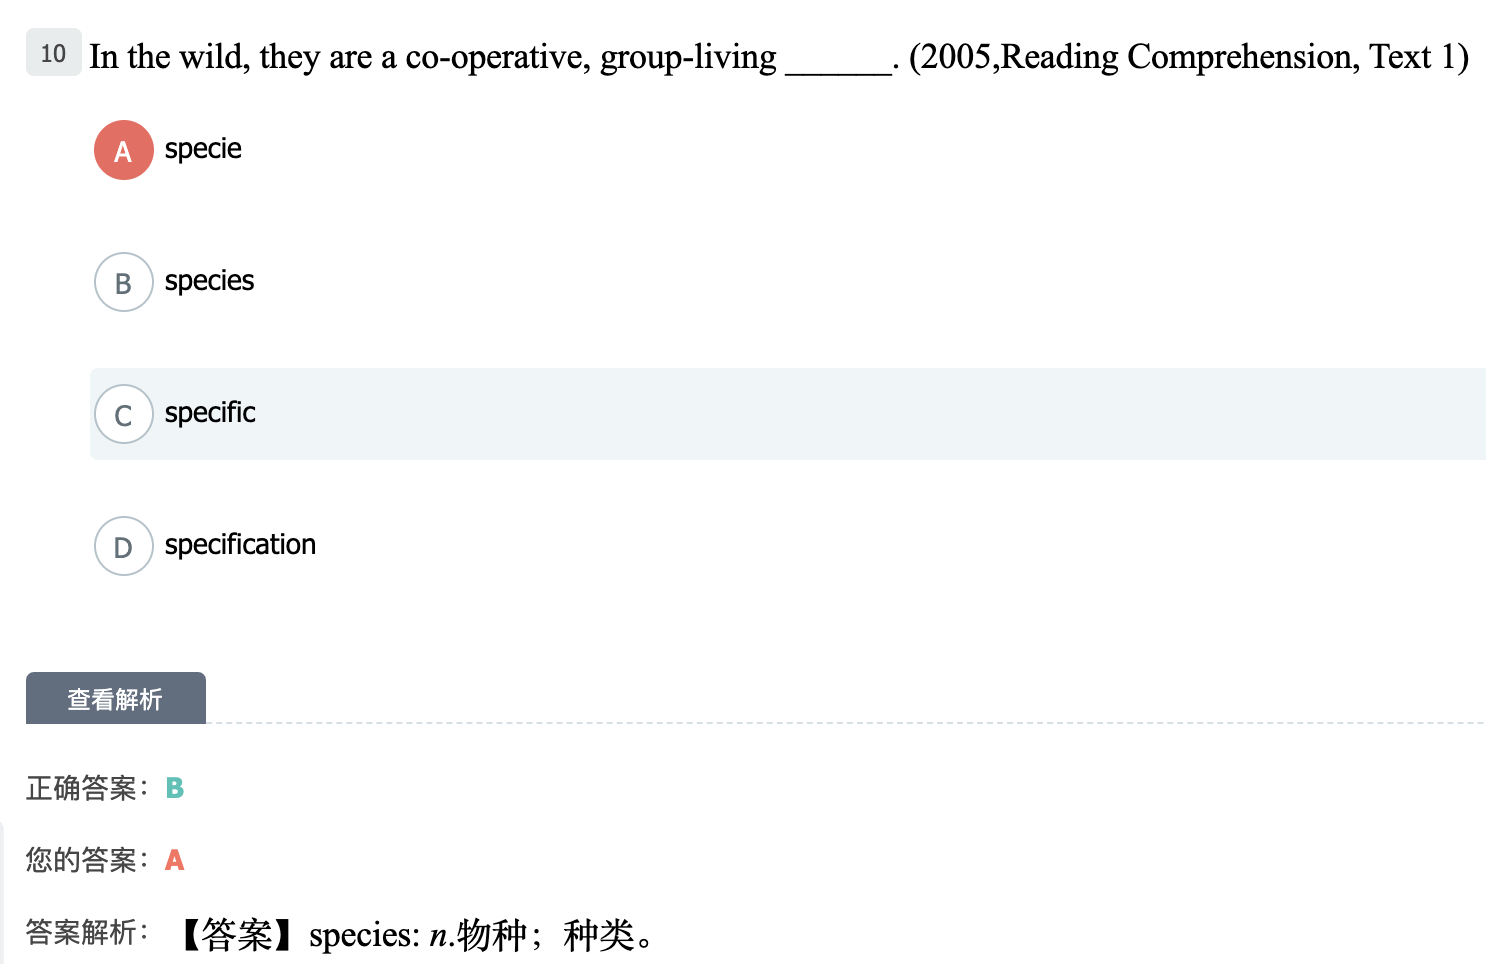 10 In the wild, they are a co-operative, group-living ______. (2005,Reading Comprehension, Text 1)
A specie
B species
C specific
D specification
查看解析
正确答案： B
您的答案： A
答案解析： 【答案】species: n.物种；种类。